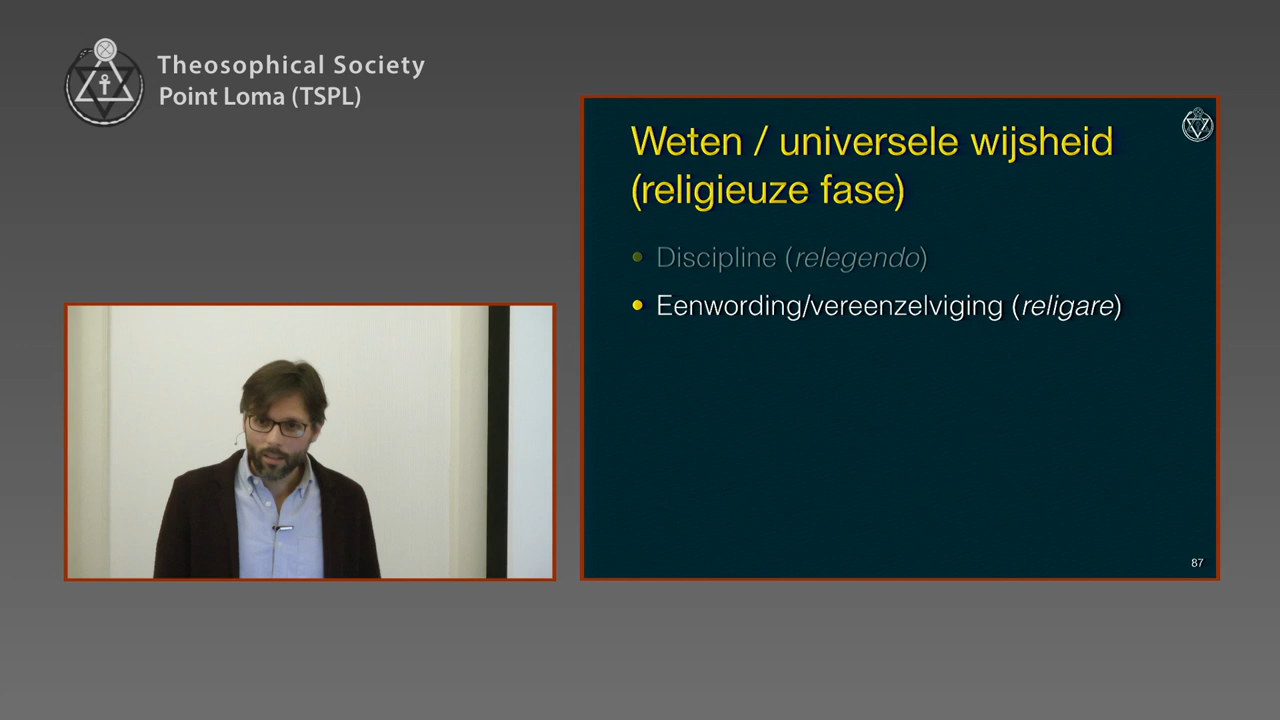 Theosophical Society
Point Loma (TSPL)
Weten / universele wijsheid
(religieuze fase)
• Discipline (relegendo)
• Eenwording/vereenzelviging (religare)
87